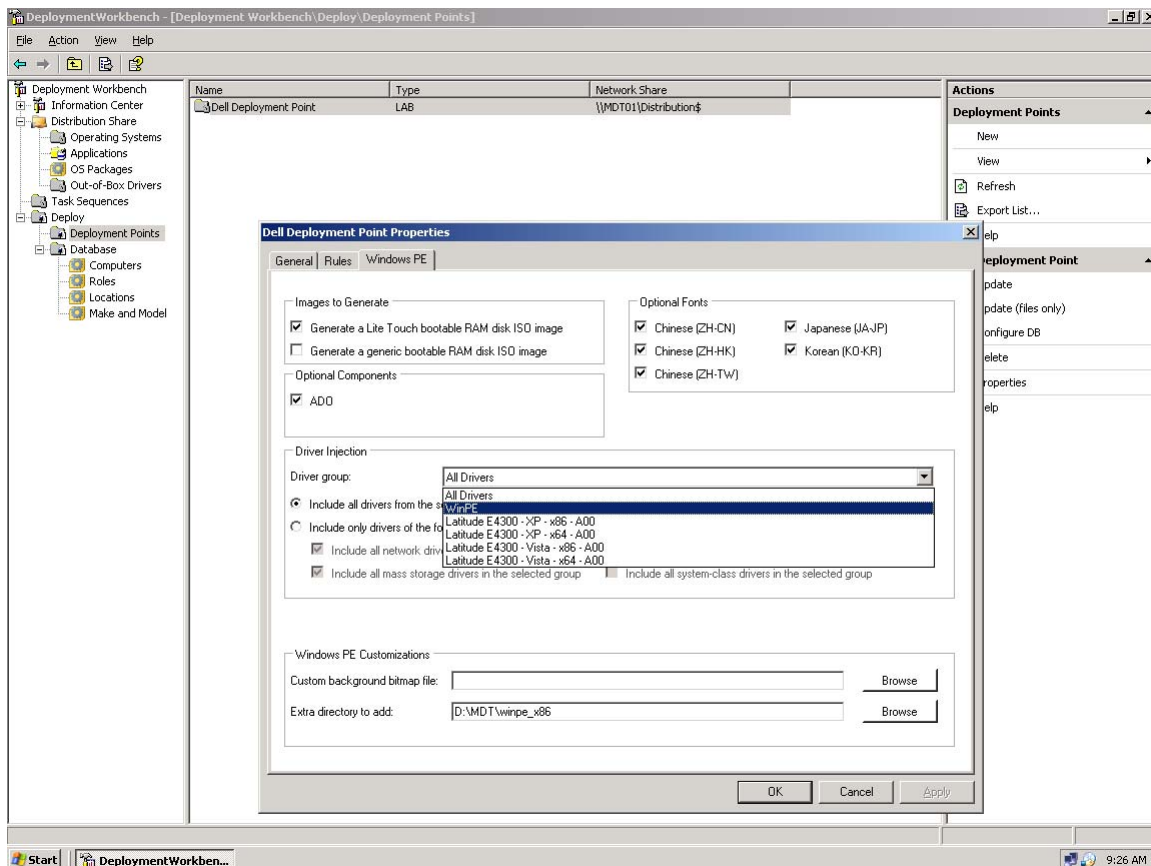 DeploymentWorkbench - [Deployment Workbench\Deploy\Deployment Points]
File Action View Help
Deployment Workbench
Information Center
Distribution Share
Operating Systems
Applications
OS Packages
Out-of-Box Drivers
Task Sequences
Deploy
Deployment Points
Database
Computers
Roles
Locations
Make and Model
Name Type Network Share
Dell Deployment Point LAB \\MDT01\Distribution$
Actions
Deployment Points
New
View
Refresh
Export List...
elp
eployment Point
pdate
pdate (files only)
onfigure DB
elete
roperties
elp
Dell Deployment Point Properties
General Rules Windows PE
Images to Generate
Generate a Lite Touch bootable RAM disk ISO image
Generate a generic bootable RAM disk ISO image
Optional Fonts
Chinese (ZH-CN) Japanese (JA-JP)
Chinese (ZH-HK) Korean (KO-KR)
Chinese (ZH-TW)
Optional Components
ADO
Driver Injection
Driver group: All Drivers
All Drivers
WinPE
Latitude E4300 - XP - x86 - A00
Latitude E4300 - XP - x64 - A00
Latitude E4300 - Vista - x86 - A00
Latitude E4300 - Vista - x64 - A00
Include all drivers from the s
Include only drivers of the fo
Include all network driv
Include all mass storage drivers in the selected group Include all system-class drivers in the selected group
Windows PE Customizations
Custom background bitmap file: Browse
Extra directory to add: D:\MDT\winpe_x86 Browse
OK Cancel Apply
Start DeploymentWorkben... 9:26 AM